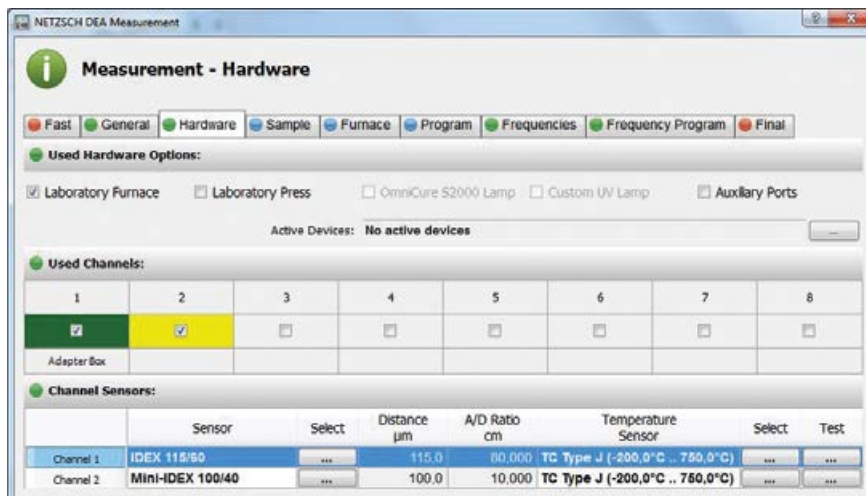 NETZSCH DEA Measurement
Measurement - Hardware
Fast General Hardware Sample Furnace Program Frequencies Frequency Program Final
Used Hardware Options:
Laboratory Furnace Laboratory Press OmniCure S2000 Lamp Custom UV Lamp Auxiliary Ports
Active Devices: No active devices ...
Used Channels:
1 2 3 4 5 6 7 8
Adapter Box
Channel Sensors:
Sensor Select Distance µm A/D Ratio cm Temperature Sensor Select Test
Channel 1 IDEX 115/60 ... 115,0 80,000 TC Type J (-200,0°C .. 750,0°C) ... ...
Channel 2 Mini-IDEX 100/40 ... 100,0 10,000 TC Type J (-200,0°C .. 750,0°C) ... ...